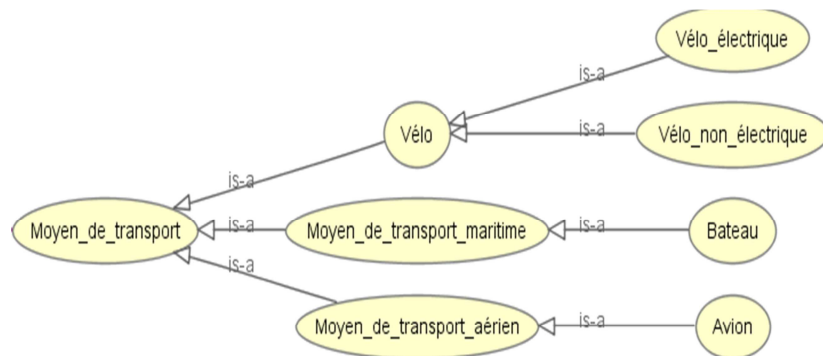 Vélo_électrique
is-a
Vélo
is-a
Vélo_non_électrique
is-a
Moyen_de_transport
is-a
Moyen_de_transport_maritime
is-a
Bateau
is-a
Moyen_de_transport_aérien
is-a
Avion